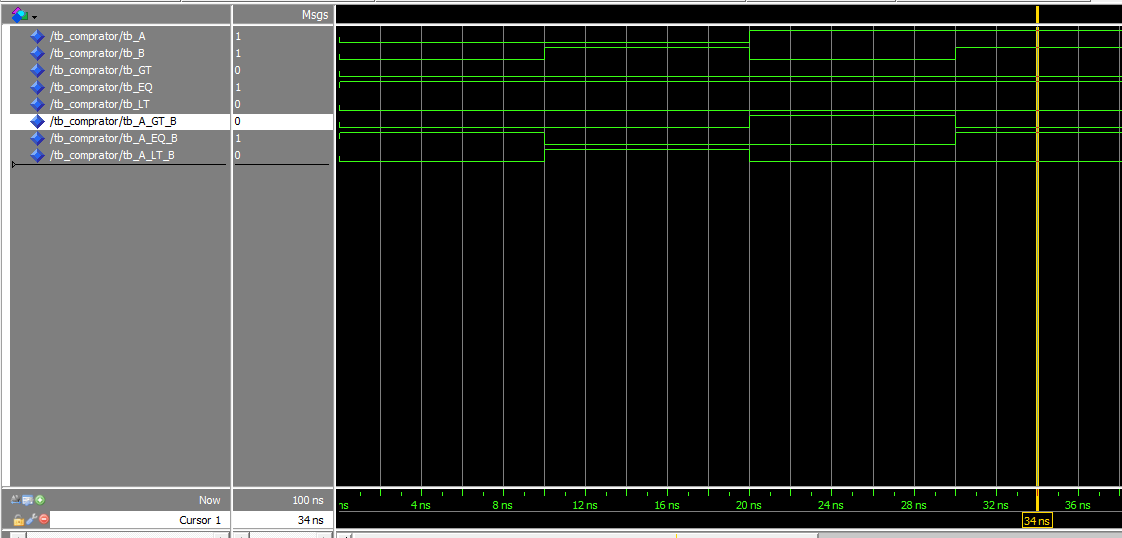 Msgs
/tb_comprator/tb_A 1
/tb_comprator/tb_B 1
/tb_comprator/tb_GT 0
/tb_comprator/tb_EQ 1
/tb_comprator/tb_LT 0
/tb_comprator/tb_A_GT_B 0
/tb_comprator/tb_A_EQ_B 1
/tb_comprator/tb_A_LT_B 0
Now 100 ns
ns 4 ns 8 ns 12 ns 16 ns 20 ns 24 ns 28 ns 32 ns 36 ns
Cursor 1 34 ns
34 ns